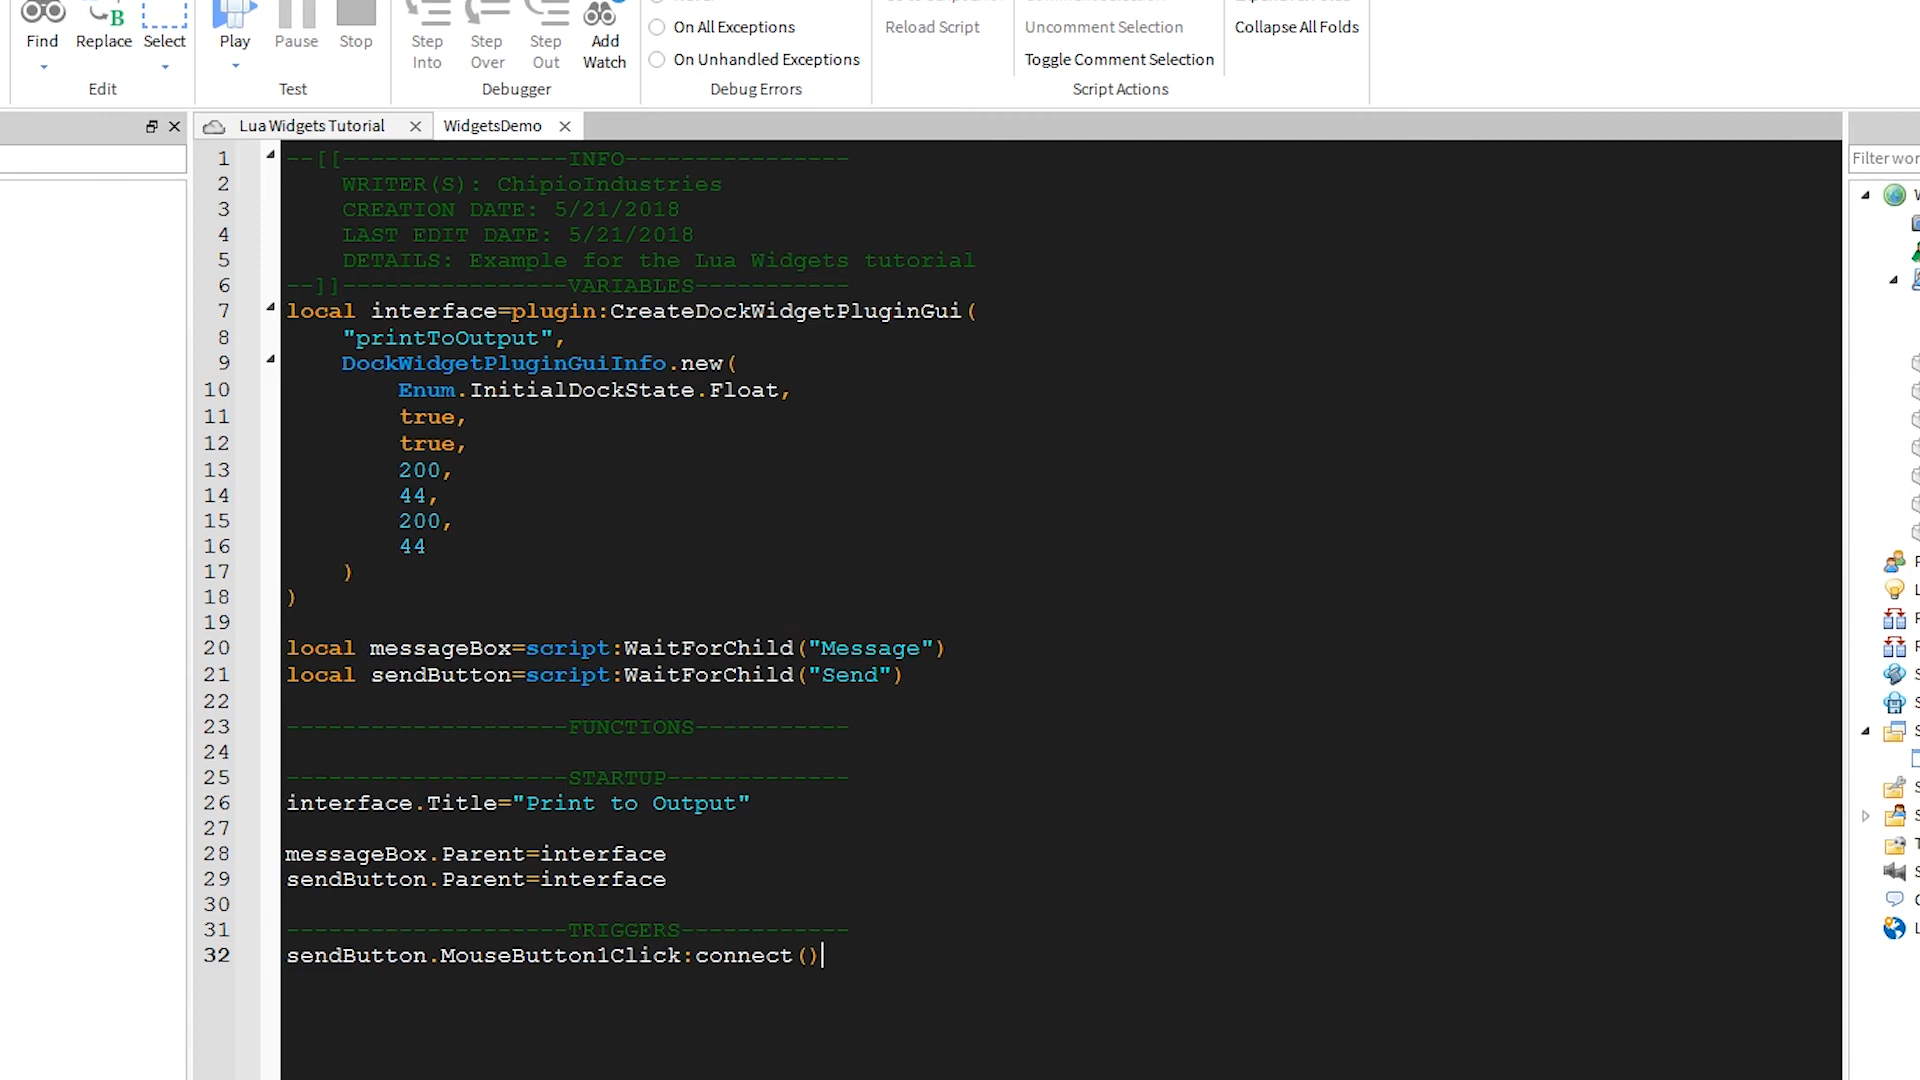 Find Replace Select
Edit
Play Pause Stop
Test
Step Into
Step Over
Step Out
Add Watch
Debugger
On All Exceptions
On Unhandled Exceptions
Debug Errors
Reload Script
Uncomment Selection
Toggle Comment Selection
Collapse All Folds
Script Actions
Lua Widgets Tutorial
WidgetsDemo
1 --[[----------------INFO----------------
2 WRITER(S): ChipioIndustries
3 CREATION DATE: 5/21/2018
4 LAST EDIT DATE: 5/21/2018
5 DETAILS: Example for the Lua Widgets tutorial
6 --]]----------------VARIABLES-----------
7 local interface=plugin:CreateDockWidgetPluginGui(
8 "printToOutput",
9 DockWidgetPluginGuiInfo.new(
10 Enum.InitialDockState.Float,
11 true,
12 true,
13 200,
14 44,
15 200,
16 44
17 )
18 )
19
20 local messageBox=script:WaitForChild("Message")
21 local sendButton=script:WaitForChild("Send")
22
23 --------------------FUNCTIONS-----------
24
25 --------------------STARTUP-------------
26 interface.Title="Print to Output"
27
28 messageBox.Parent=interface
29 sendButton.Parent=interface
30
31 --------------------TRIGGERS------------
32 sendButton.MouseButton1Click:connect()
Filter wor